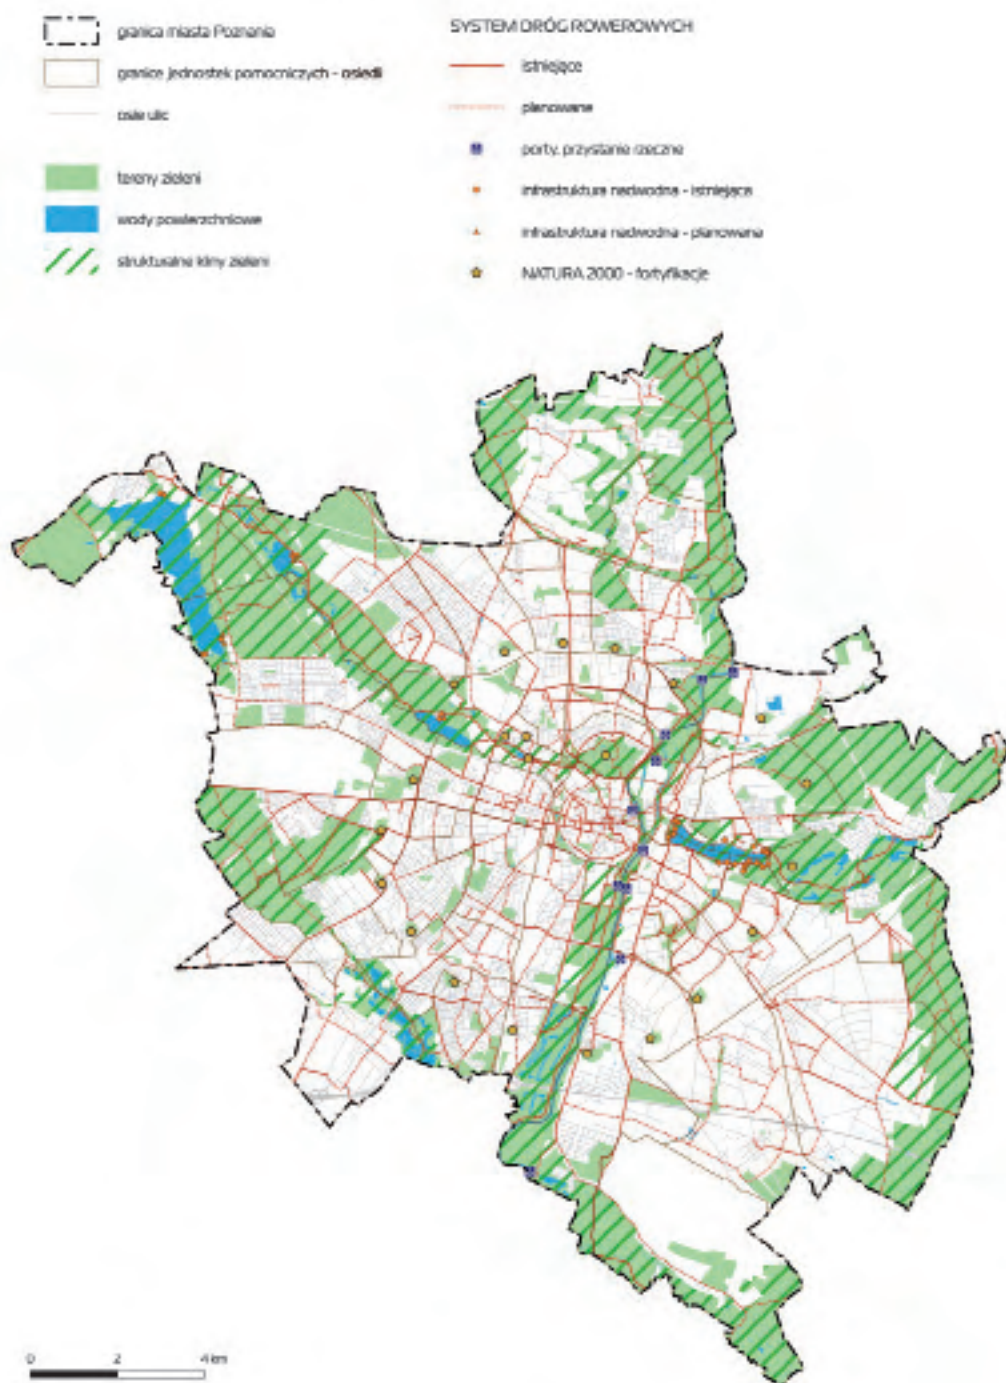 granica miasta Poznania
granice jednostek pomocniczych - osiedli
osie ulic
tereny zieleni
wody powierzchniowe
strukturalne kliny zieleni
SYSTEM DRÓG ROWEROWYCH
istniejące
planowane
porty, przystanie rzeczne
infrastruktura nadwodna - istniejąca
infrastruktura nadwodna - planowana
NATURA 2000 - fortyfikacje
0 2 4 km